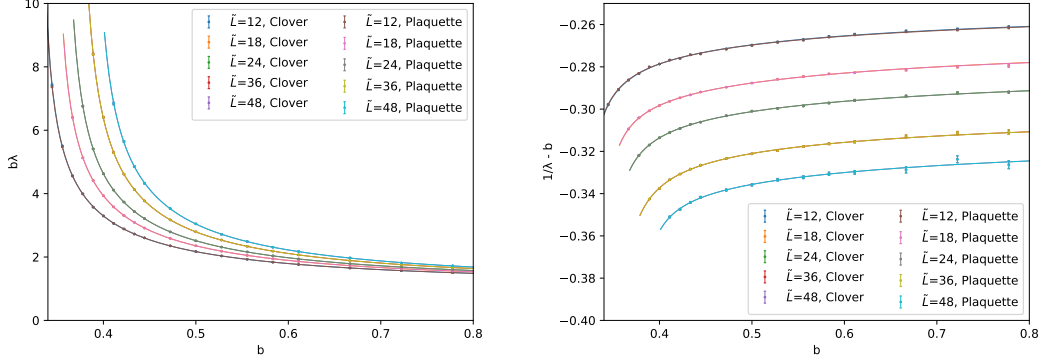 10
8
6
4
2
0
bλ
0.4 0.5 0.6 0.7 0.8
b
L̃=12, Clover
L̃=18, Clover
L̃=24, Clover
L̃=36, Clover
L̃=48, Clover
L̃=12, Plaquette
L̃=18, Plaquette
L̃=24, Plaquette
L̃=36, Plaquette
L̃=48, Plaquette
−0.26
−0.28
−0.30
−0.32
−0.34
−0.36
−0.38
−0.40
1/λ - b
0.4 0.5 0.6 0.7 0.8
b
L̃=12, Clover
L̃=18, Clover
L̃=24, Clover
L̃=36, Clover
L̃=48, Clover
L̃=12, Plaquette
L̃=18, Plaquette
L̃=24, Plaquette
L̃=36, Plaquette
L̃=48, Plaquette